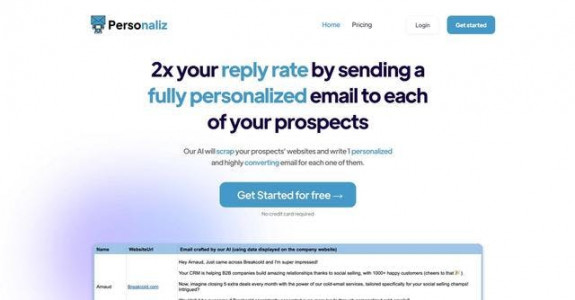 Personaliz
Home
Pricing
Login
Get started
2x your reply rate by sending a
fully personalized email to each
of your prospects
Our AI will scrap your prospects' websites and write 1 personalized
and highly converting email for each one of them.
Get Started for free →
No credit card required
Name
WebsiteUrl
Email crafted by our AI (using data displayed on the company website)
Hey Arnaud, Just came across Breakcold and I'm super impressed!
Your CRM is helping B2B companies build amazing relationships thanks to social selling, with 1000+ happy customers (cheers to that 🎉).
Arnaud
Breakcold.com
Now, imagine closing 5 extra deals every month with the power of our cold-email services, tailored specifically for your social selling champs!
Intrigued?